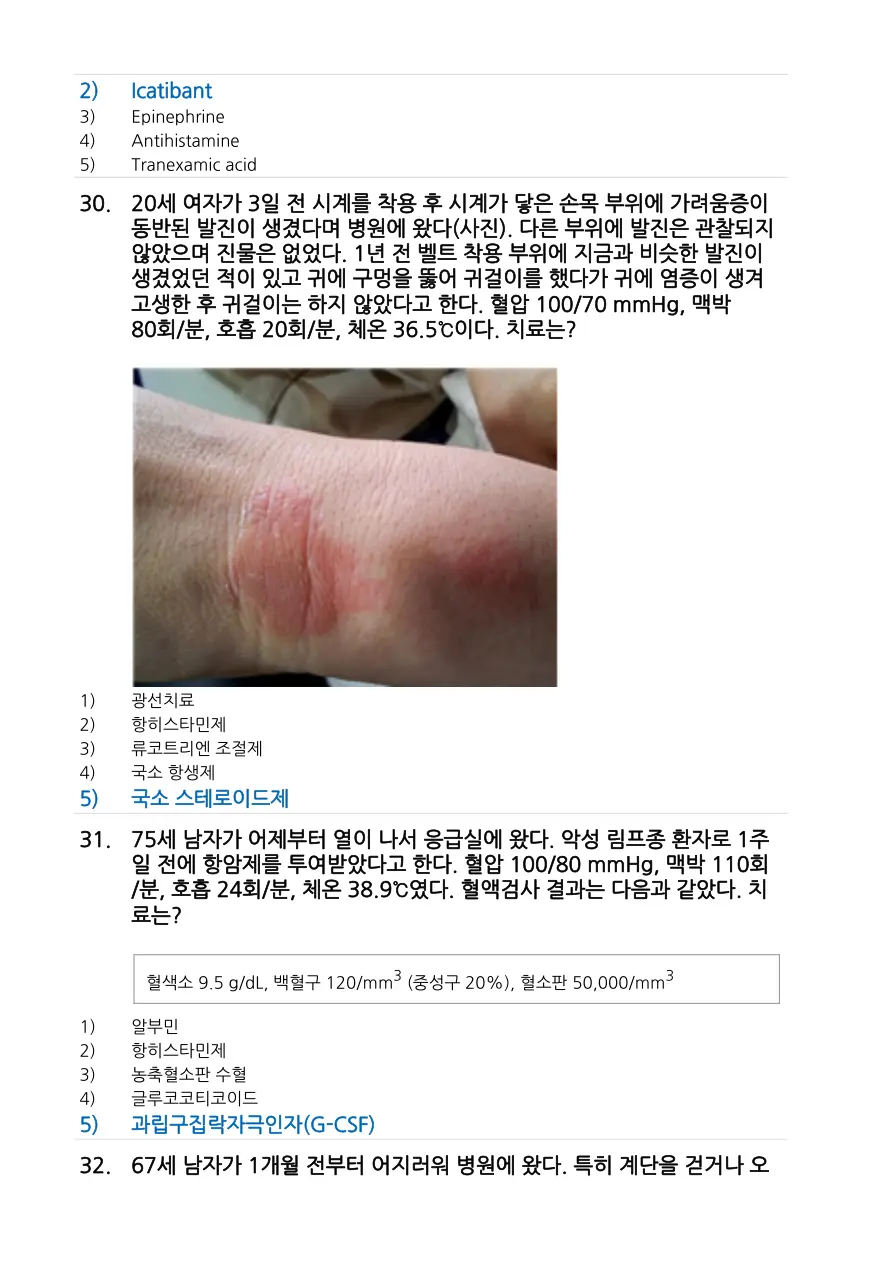 2) Icatibant
3) Epinephrine
4) Antihistamine
5) Tranexamic acid
30. 20세 여자가 3일 전 시계를 착용 후 시계가 닿은 손목 부위에 가려움증이
동반된 발진이 생겼다며 병원에 왔다(사진). 다른 부위에 발진은 관찰되지
않았으며 진물은 없었다. 1년 전 벨트 착용 부위에 지금과 비슷한 발진이
생겼었던 적이 있고 귀에 구멍을 뚫어 귀걸이를 했다가 귀에 염증이 생겨
고생한 후 귀걸이는 하지 않았다고 한다. 혈압 100/70 mmHg, 맥박
80회/분, 호흡 20회/분, 체온 36.5℃이다. 치료는?
1) 광선치료
2) 항히스타민제
3) 류코트리엔 조절제
4) 국소 항생제
5) 국소 스테로이드제
31. 75세 남자가 어제부터 열이 나서 응급실에 왔다. 악성 림프종 환자로 1주
일 전에 항암제를 투여받았다고 한다. 혈압 100/80 mmHg, 맥박 110회
/분, 호흡 24회/분, 체온 38.9℃였다. 혈액검사 결과는 다음과 같았다. 치
료는?
혈색소 9.5 g/dL, 백혈구 120/mm³ (중성구 20%), 혈소판 50,000/mm³
1) 알부민
2) 항히스타민제
3) 농축혈소판 수혈
4) 글루코코티코이드
5) 과립구집락자극인자(G-CSF)
32. 67세 남자가 1개월 전부터 어지러워 병원에 왔다. 특히 계단을 걷거나 오